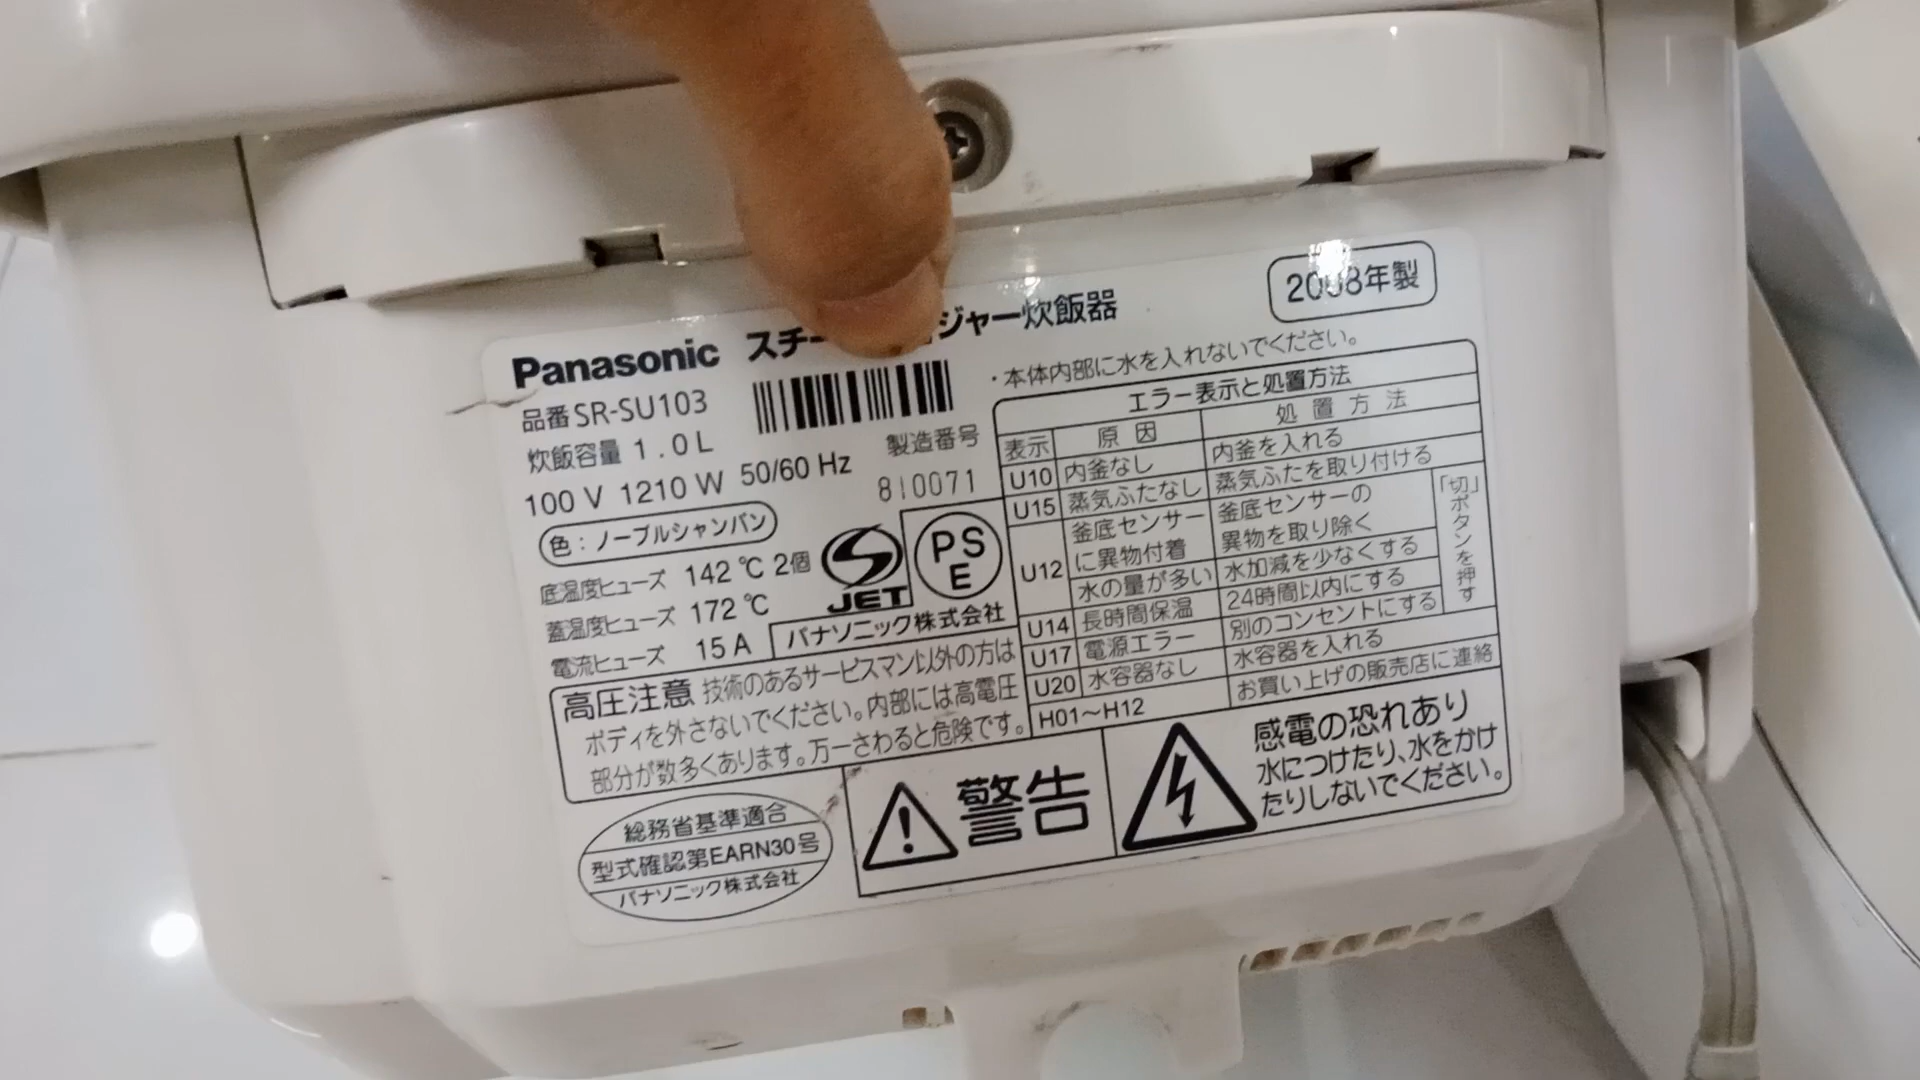 Panasonic スチー ジャー炊飯器
2008年製
品番 SR-SU103
炊飯容量 1.0L
100V 1210W 50/60 Hz
製造番号
810071
色：ノーブルシャンパン
底温度ヒューズ 142℃ 2個
蓋温度ヒューズ 172℃
電流ヒューズ 15A
JET
PS
E
パナソニック株式会社
高圧注意 技術のあるサービスマン以外の方は
ボディを外さないでください。内部には高電圧
部分が数多くあります。万一さわると危険です。
・本体内部に水を入れないでください。
エラー表示と処置方法
表示 原因 処置方法
U10 内釜なし 内釜を入れる
U15 蒸気ふたなし 蒸気ふたを取り付ける
U12 釜底センサーに異物付着 釜底センサーの異物を取り除く
水の量が多い 水加減を少なくする
U14 長時間保温 24時間以内にする
「切」ボタンを押す
U17 電源エラー 別のコンセントにする
U20 水容器なし 水容器を入れる
H01～H12 お買い上げの販売店に連絡
総務省基準適合
型式確認第EARN30号
パナソニック株式会社
警告
感電の恐れあり
水につけたり、水をかけ
たりしないでください。